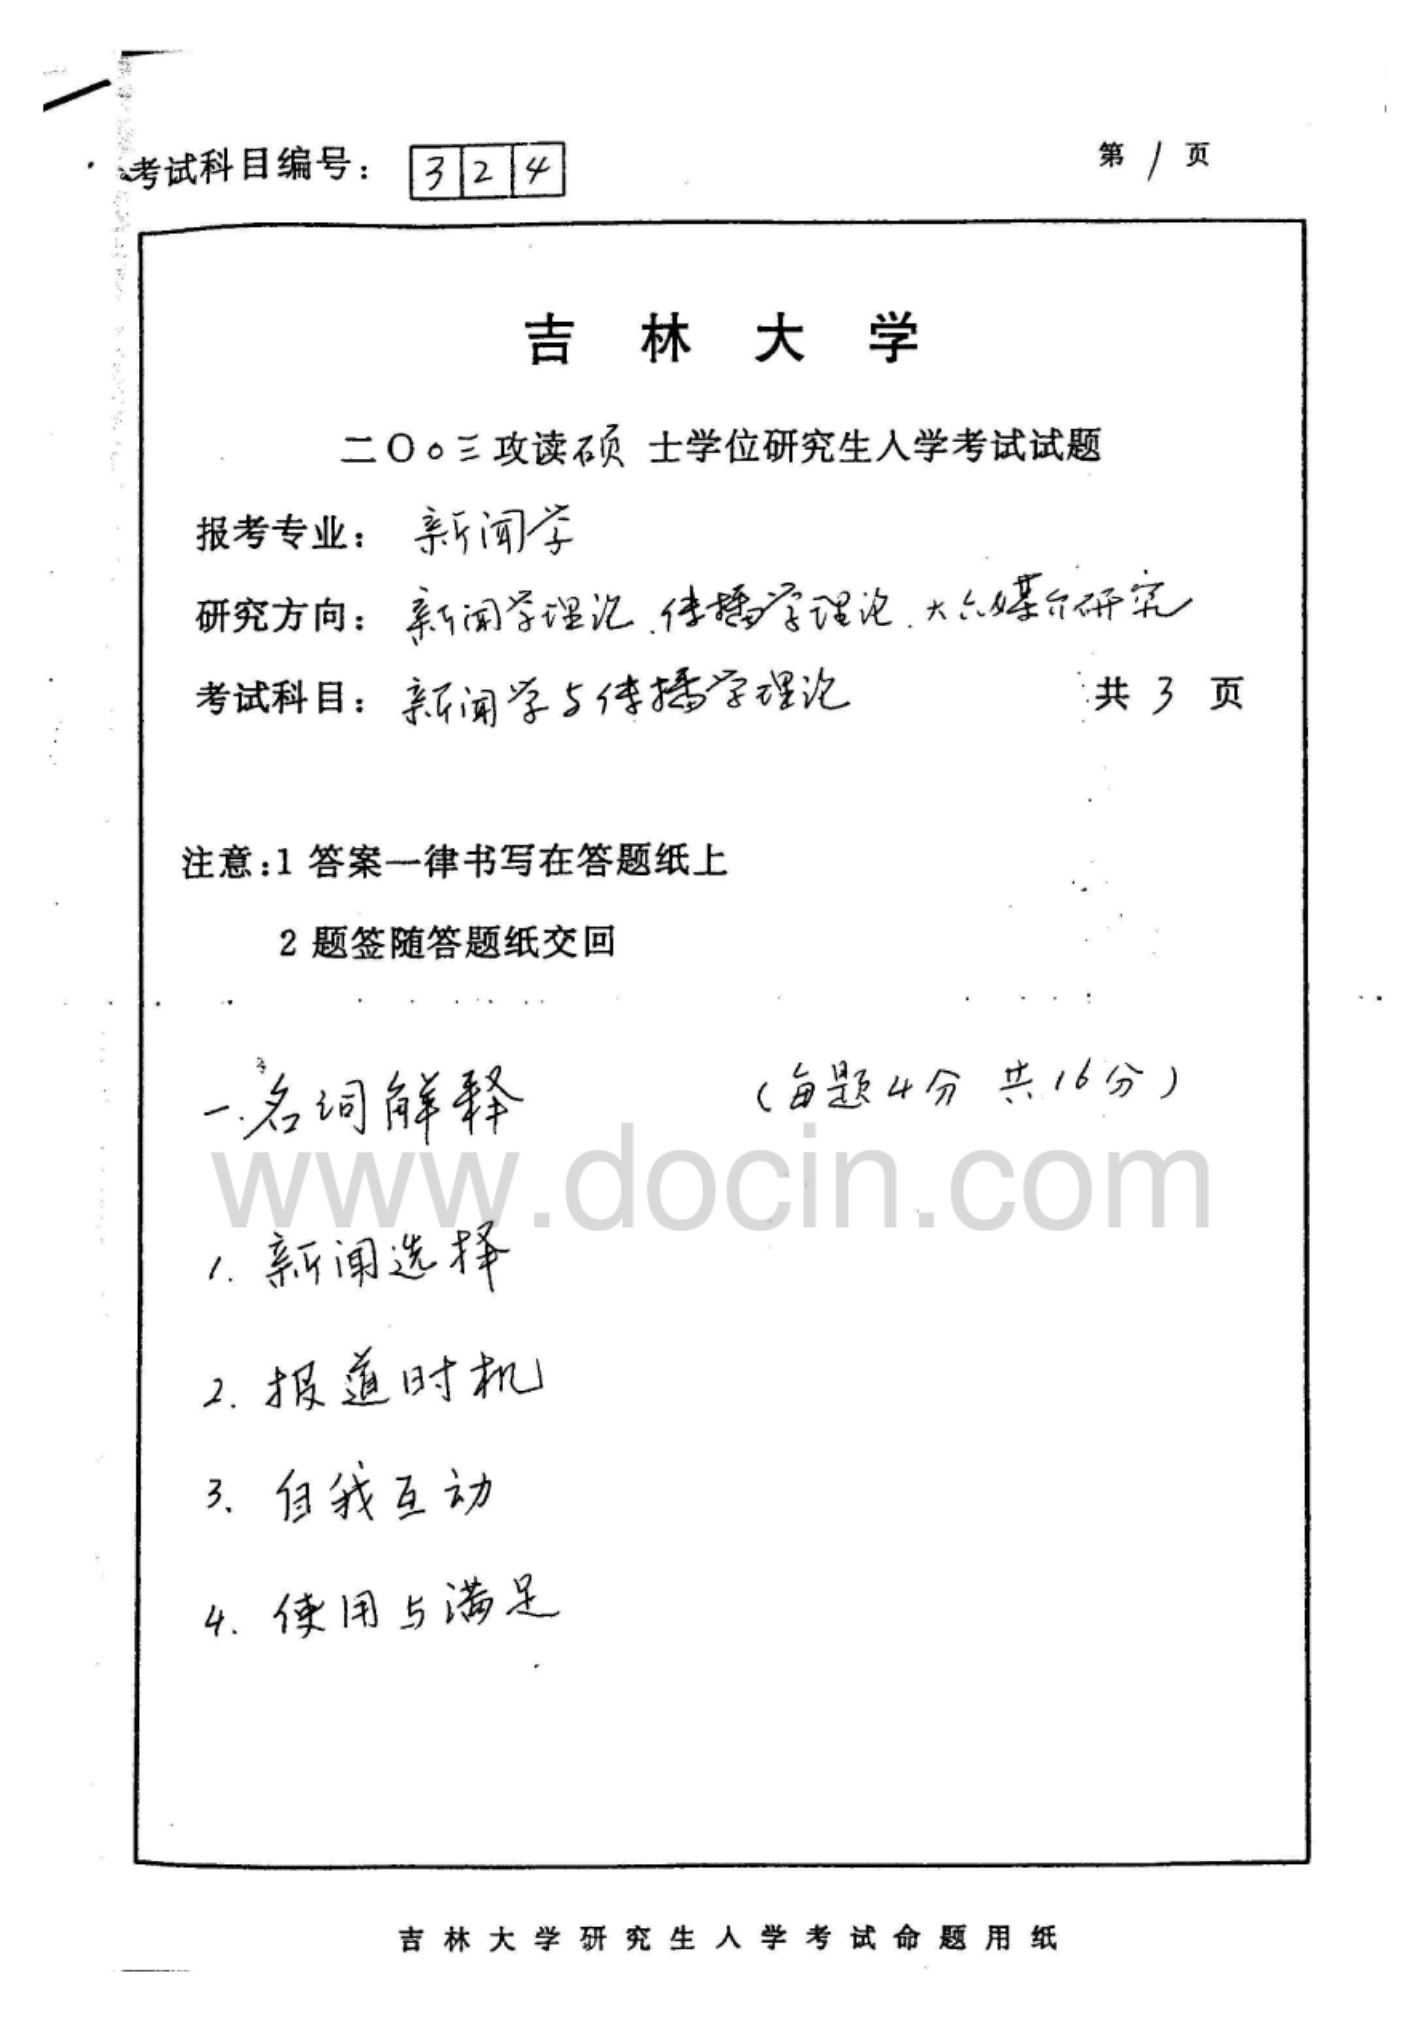 考试科目编号： 324
第 1 页
吉林大学
二〇〇三攻读硕 士学位研究生入学考试试题
报考专业： 新闻学
研究方向： 新闻学理论、传播学理论、大众媒介研究
考试科目： 新闻学与传播学理论 共 3 页
注意：1 答案一律书写在答题纸上
2 题签随答题纸交回
一.名词解释 （每题4分 共16分）
www.docin.com
1. 新闻选择
2. 报道时机
3. 自我互动
4. 使用与满足
吉林大学研究生入学考试命题用纸